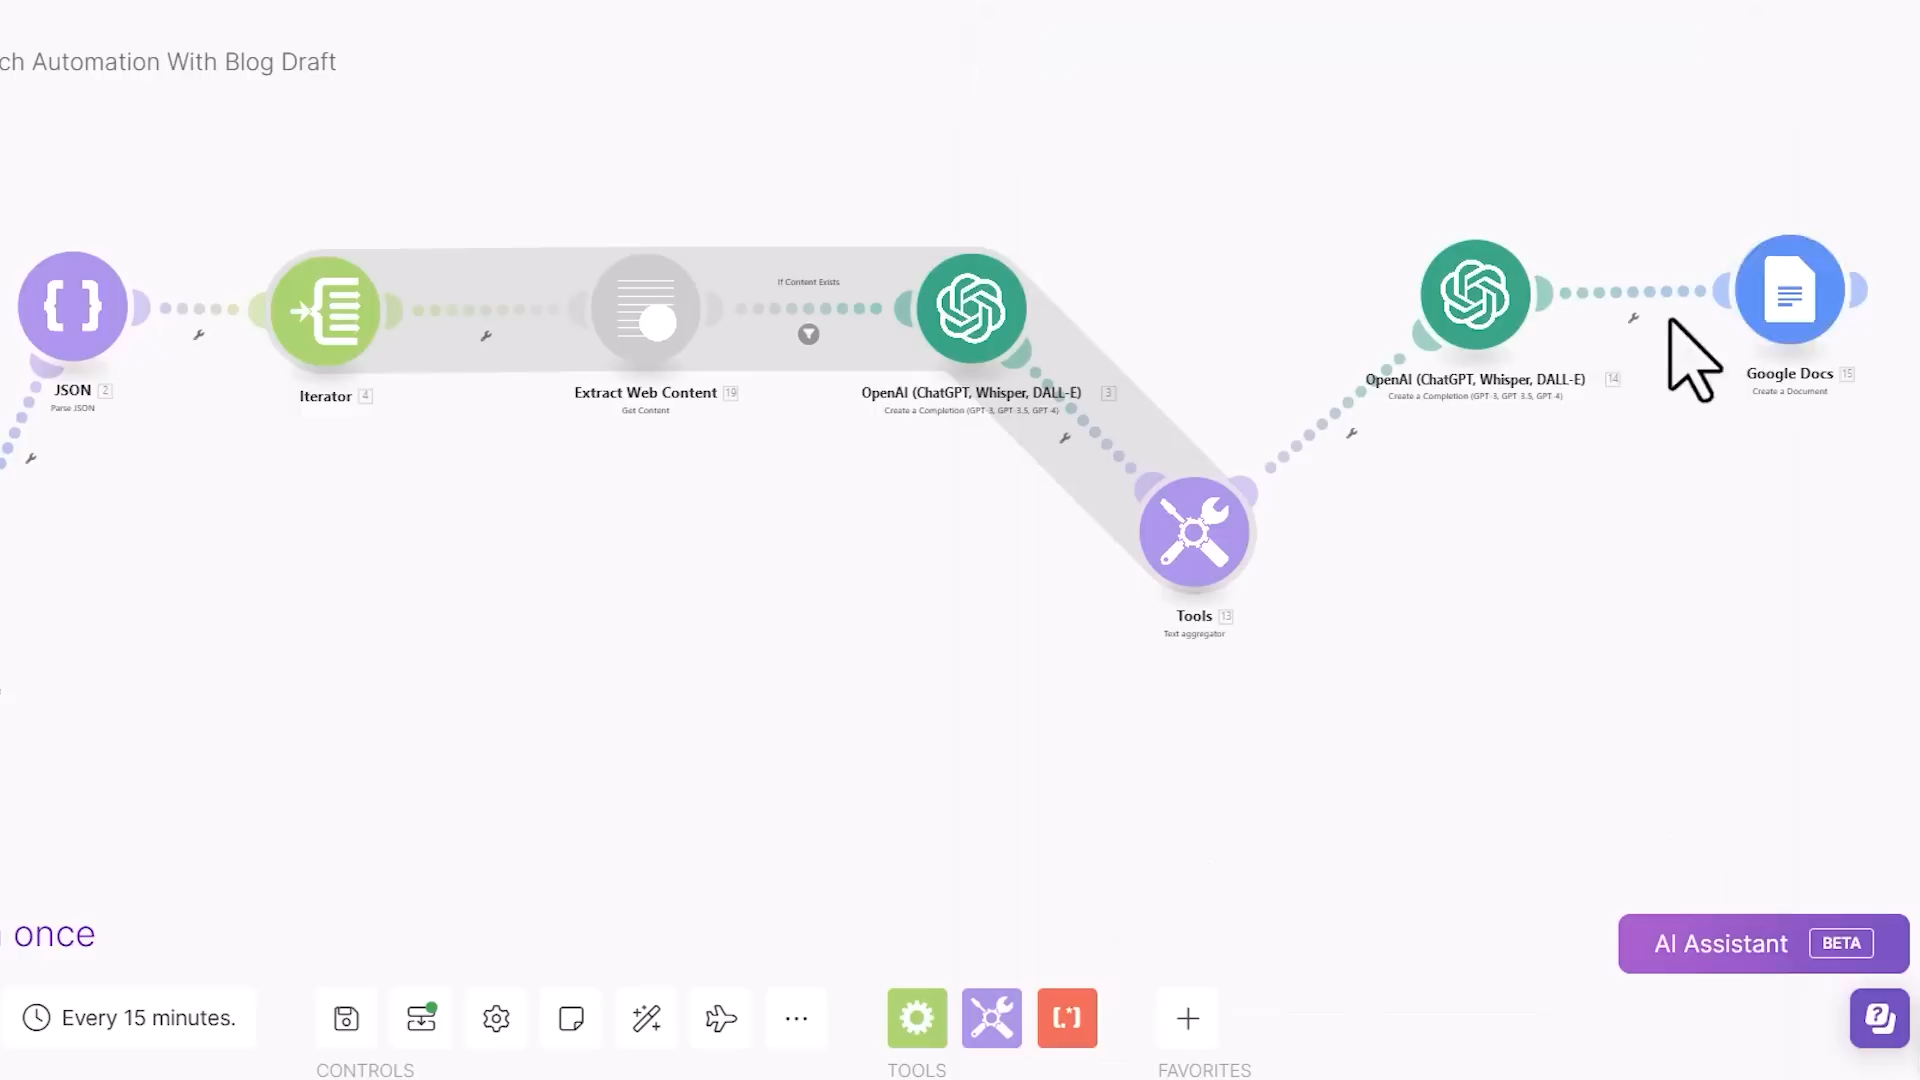 ch Automation With Blog Draft
If Content Exists
JSON 2
Parse JSON
Iterator 4
Extract Web Content 19
Get Content
OpenAI (ChatGPT, Whisper, DALL-E) 3
Create a Completion (GPT-3, GPT-3.5, GPT-4)
OpenAI (ChatGPT, Whisper, DALL-E) 14
Create a Completion (GPT-3, GPT-3.5, GPT-4)
Google Docs 15
Create a Document
Tools 13
Text aggregator
once
AI Assistant BETA
Every 15 minutes.
CONTROLS
TOOLS
FAVORITES